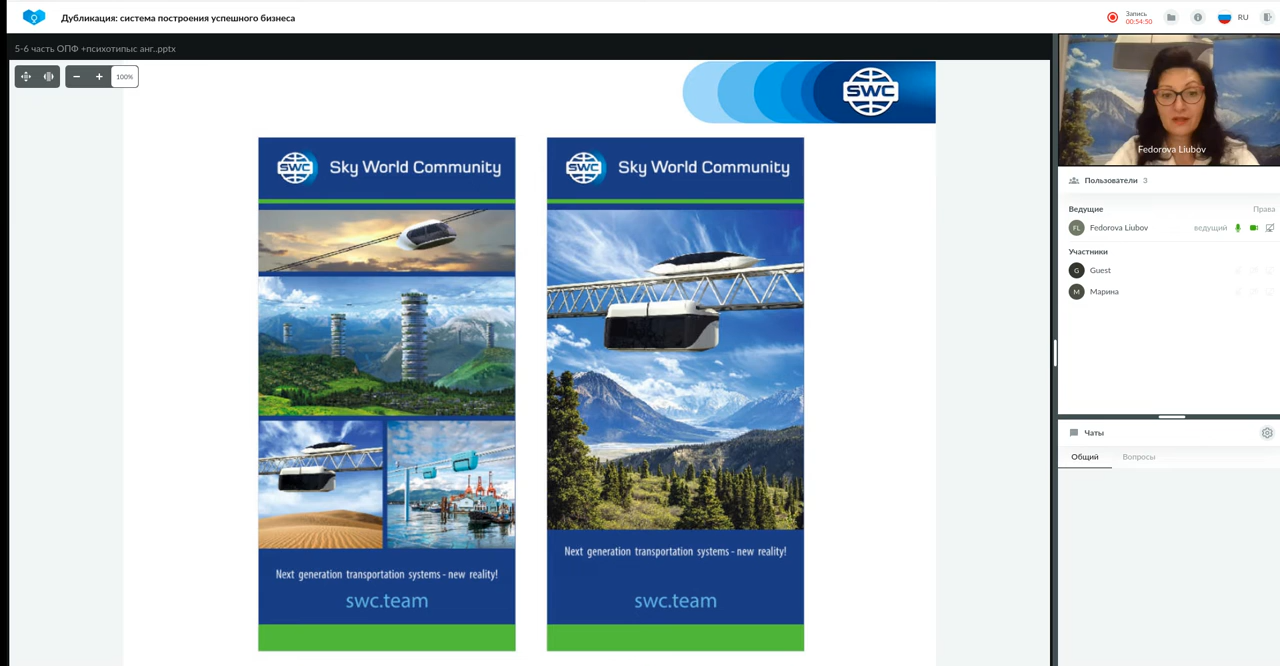 Дубликация: система построения успешного бизнеса
Запись
00:54:50
RU
5-6 часть ОПФ +психотипыс анг..pptx
100%
SWC
SWC Sky World Community
SWC Sky World Community
Next generation transportation systems - new reality!
swc.team
Next generation transportation systems - new reality!
swc.team
Fedorova Liubov
Пользователи 3
Ведущие Права
FL Fedorova Liubov ведущий
Участники
G Guest
М Марина
Чаты
Общий Вопросы